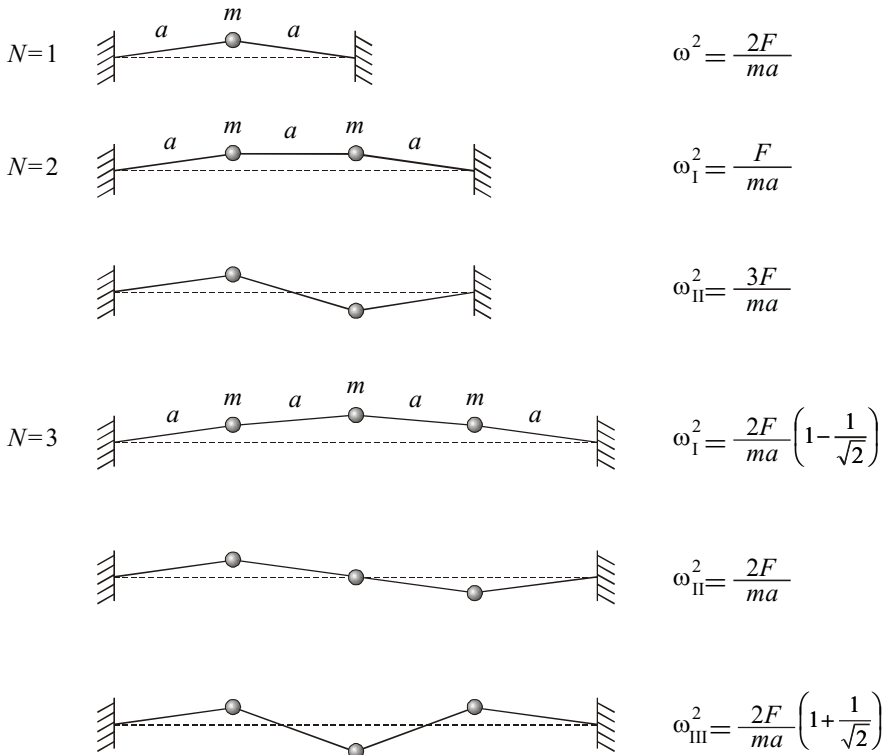 m
a a
N=1 ω² = 2F/ma
m m
a a a
N=2 ω_I² = F/ma
ω_II² = 3F/ma
m m m
a a a a
N=3 ω_I² = 2F/ma (1 − 1/√2)
ω_II² = 2F/ma
ω_III² = 2F/ma (1 + 1/√2)